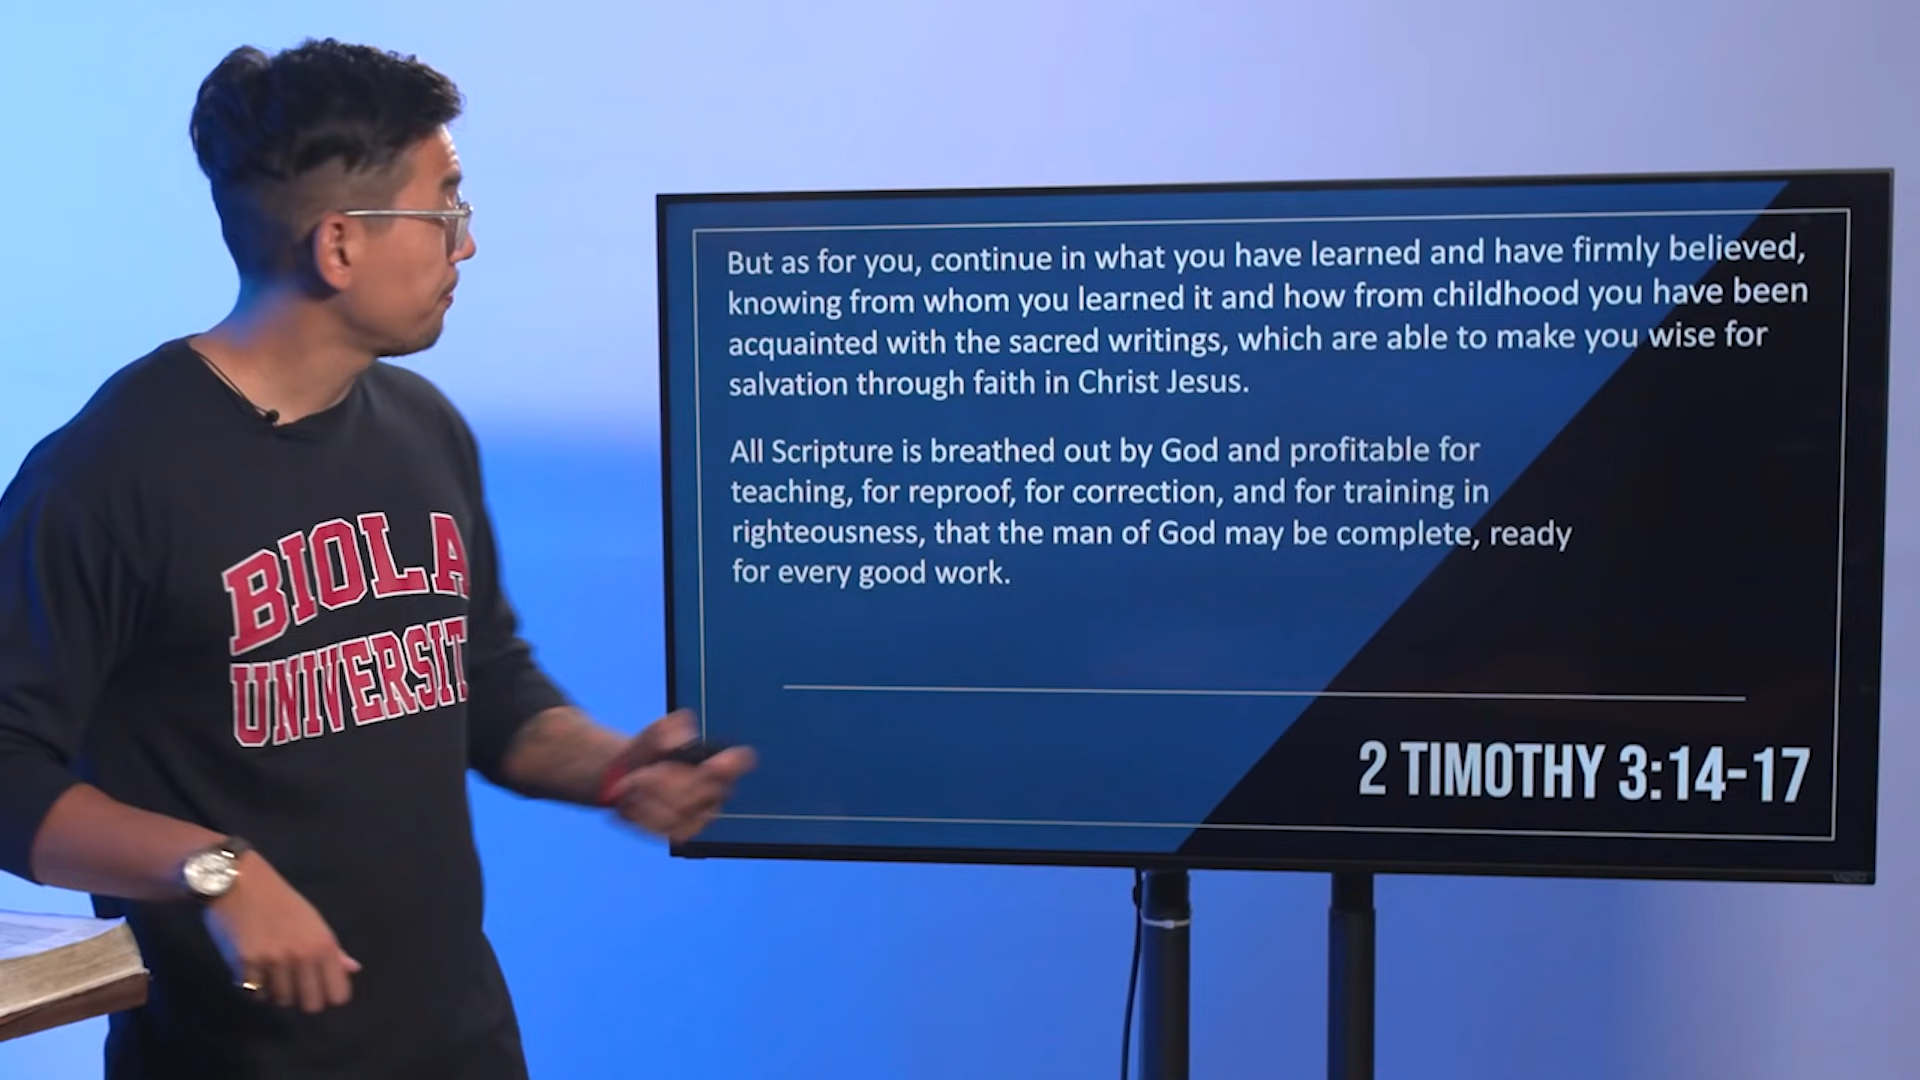 BIOLA
UNIVERSIT
But as for you, continue in what you have learned and have firmly believed,
knowing from whom you learned it and how from childhood you have been
acquainted with the sacred writings, which are able to make you wise for
salvation through faith in Christ Jesus.
All Scripture is breathed out by God and profitable for
teaching, for reproof, for correction, and for training in
righteousness, that the man of God may be complete, ready
for every good work.
2 TIMOTHY 3:14-17